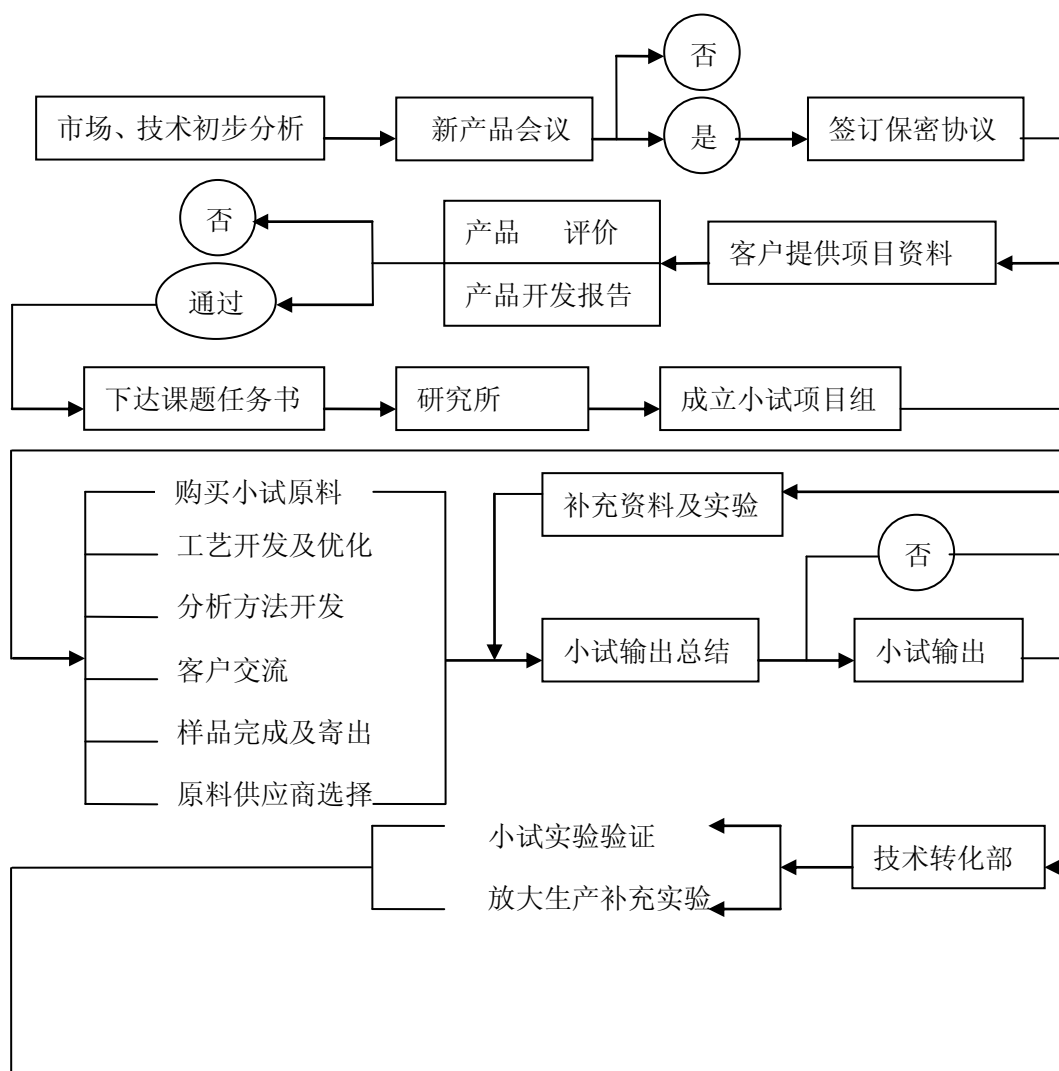 否
市场、技术初步分析
新产品会议
是
签订保密协议
否
产品 评价
客户提供项目资料
通过
产品开发报告
下达课题任务书
研究所
成立小试项目组
购买小试原料
补充资料及实验
工艺开发及优化
否
分析方法开发
客户交流
小试输出总结
小试输出
样品完成及寄出
原料供应商选择
小试实验验证
技术转化部
放大生产补充实验